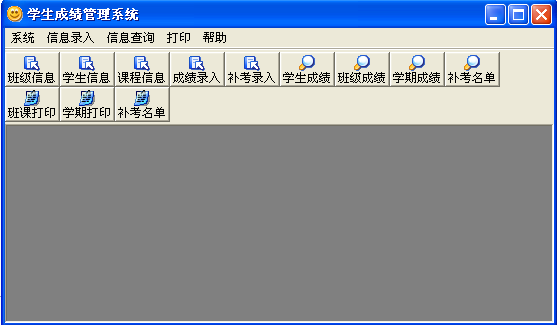 学生成绩管理系统
系统 信息录入 信息查询 打印 帮助
班级信息 学生信息 课程信息 成绩录入 补考录入 学生成绩 班级成绩 学期成绩 补考名单
班课打印 学期打印 补考名单